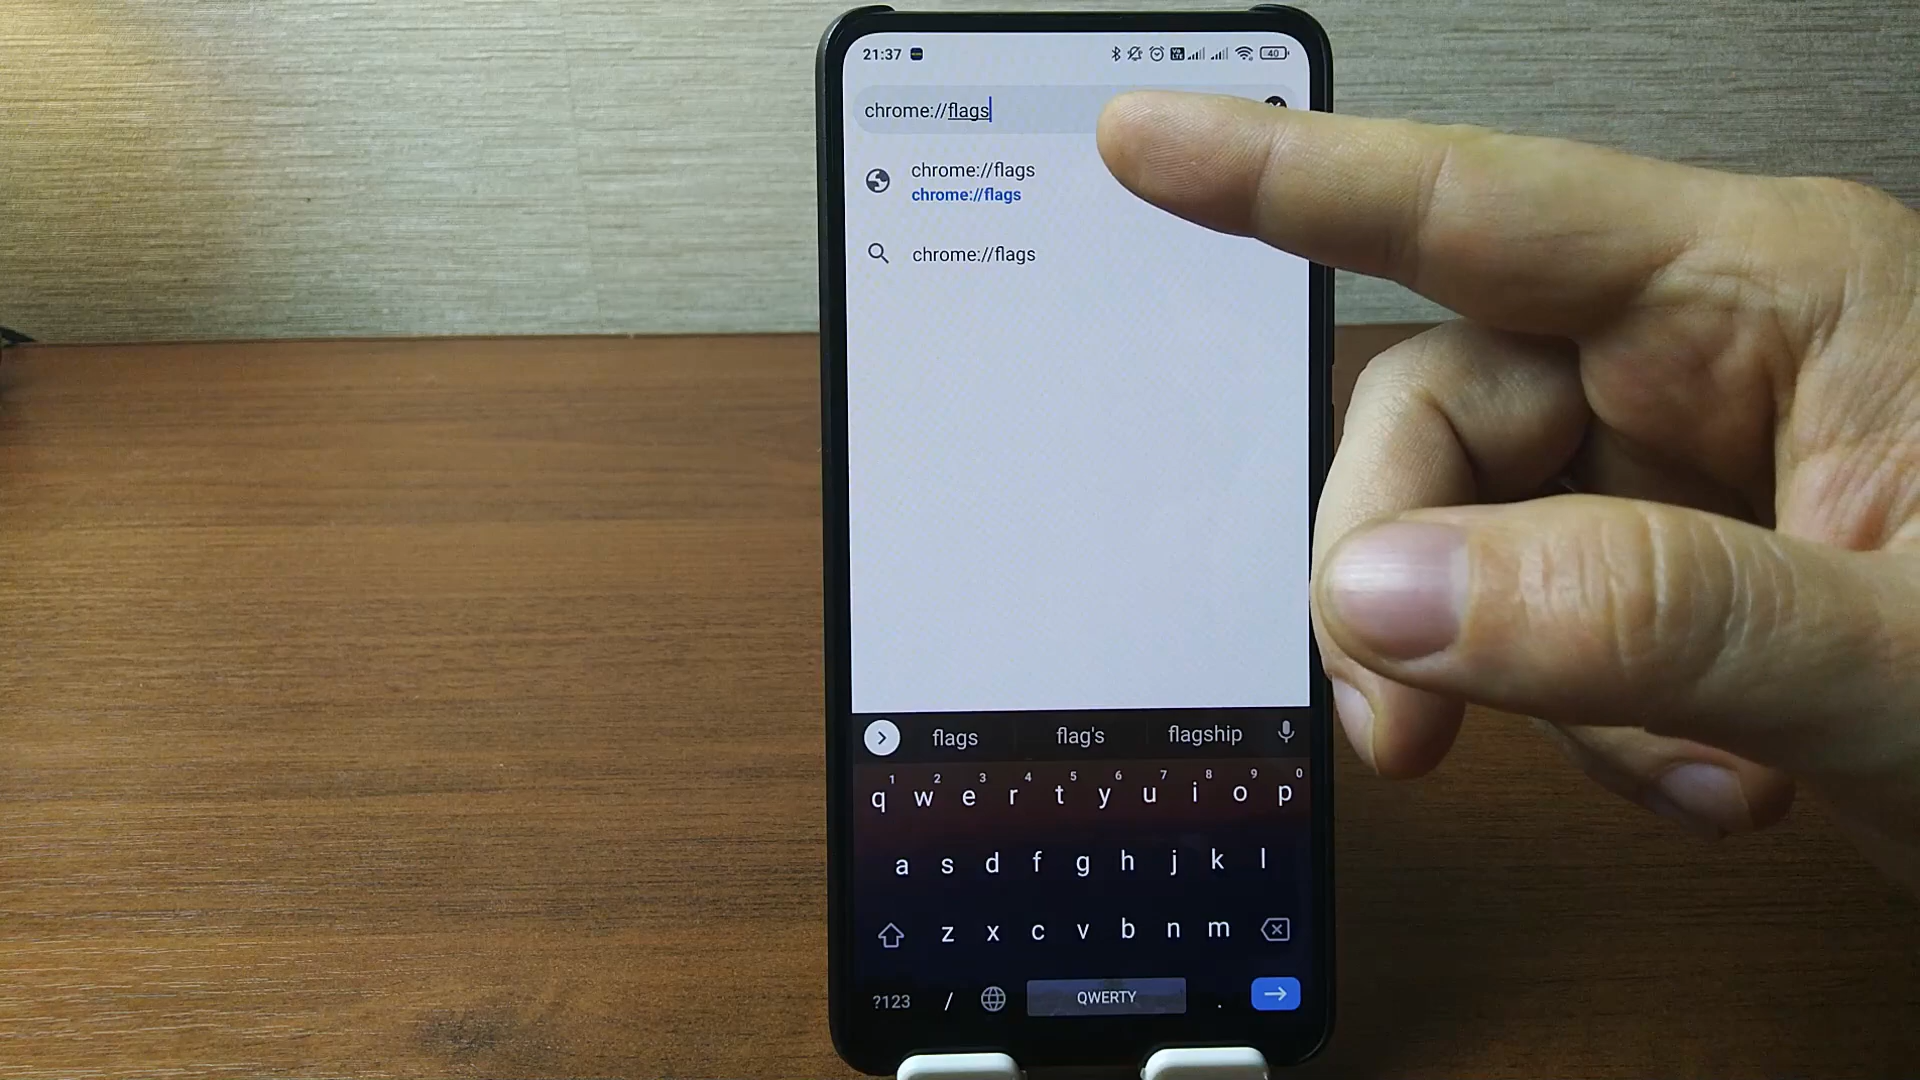 21:37 40
chrome://flags
chrome://flags
chrome://flags
chrome://flags
flags flag's flagship
1 2 3 4 5 6 7 8 9 0
q w e r t y u i o p
a s d f g h j k l
z x c v b n m
?123 / QWERTY .